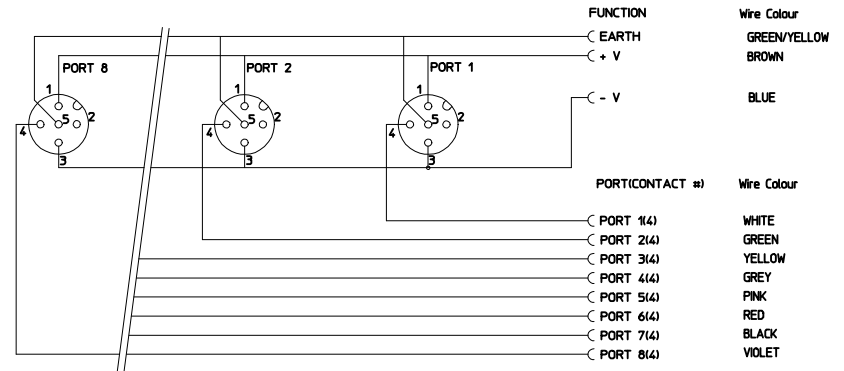 FUNCTION Wire Colour
EARTH GREEN/YELLOW
+ V BROWN
PORT 8 PORT 2 PORT 1
1 1 1
- V BLUE
4 5 2 4 5 2 4 5 2
3 3 3
PORT(CONTACT #) Wire Colour
PORT 1(4) WHITE
PORT 2(4) GREEN
PORT 3(4) YELLOW
PORT 4(4) GREY
PORT 5(4) PINK
PORT 6(4) RED
PORT 7(4) BLACK
PORT 8(4) VIOLET